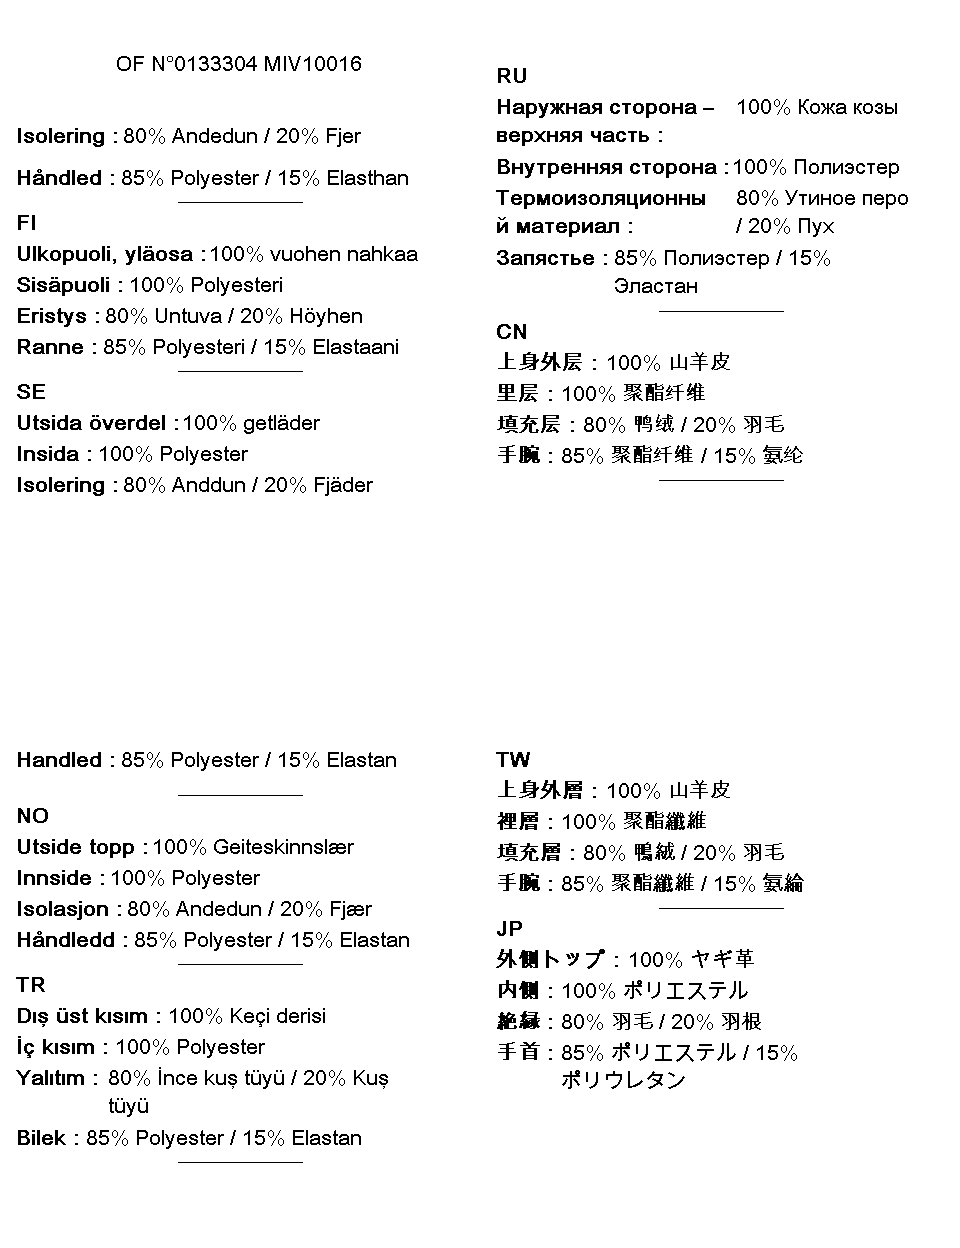 OF N°0133304 MIV10016
Isolering : 80% Andedun / 20% Fjer
Håndled : 85% Polyester / 15% Elasthan
FI
Ulkopuoli, yläosa : 100% vuohen nahkaa
Sisäpuoli : 100% Polyesteri
Eristys : 80% Untuva / 20% Höyhen
Ranne : 85% Polyesteri / 15% Elastaani
SE
Utsida överdel : 100% getläder
Insida : 100% Polyester
Isolering : 80% Anddun / 20% Fjäder
Handled : 85% Polyester / 15% Elastan
NO
Utside topp : 100% Geiteskinnslær
Innside : 100% Polyester
Isolasjon : 80% Andedun / 20% Fjær
Håndledd : 85% Polyester / 15% Elastan
TR
Dış üst kısım : 100% Keçi derisi
İç kısım : 100% Polyester
Yalıtım : 80% İnce kuş tüyü / 20% Kuş
tüyü
Bilek : 85% Polyester / 15% Elastan
RU
Наружная сторона – 100% Кожа козы
верхняя часть :
Внутренняя сторона : 100% Полиэстер
Термоизоляционны 80% Утиное перо
й материал : / 20% Пух
Запястье : 85% Полиэстер / 15%
Эластан
CN
上身外层 : 100% 山羊皮
里层 : 100% 聚酯纤维
填充层 : 80% 鸭绒 / 20% 羽毛
手腕 : 85% 聚酯纤维 / 15% 氨纶
TW
上身外層 : 100% 山羊皮
裡層 : 100% 聚酯纖維
填充層 : 80% 鴨絨 / 20% 羽毛
手腕 : 85% 聚酯纖維 / 15% 氨綸
JP
外側トップ : 100% ヤギ革
内側 : 100% ポリエステル
絶縁 : 80% 羽毛 / 20% 羽根
手首 : 85% ポリエステル / 15%
ポリウレタン